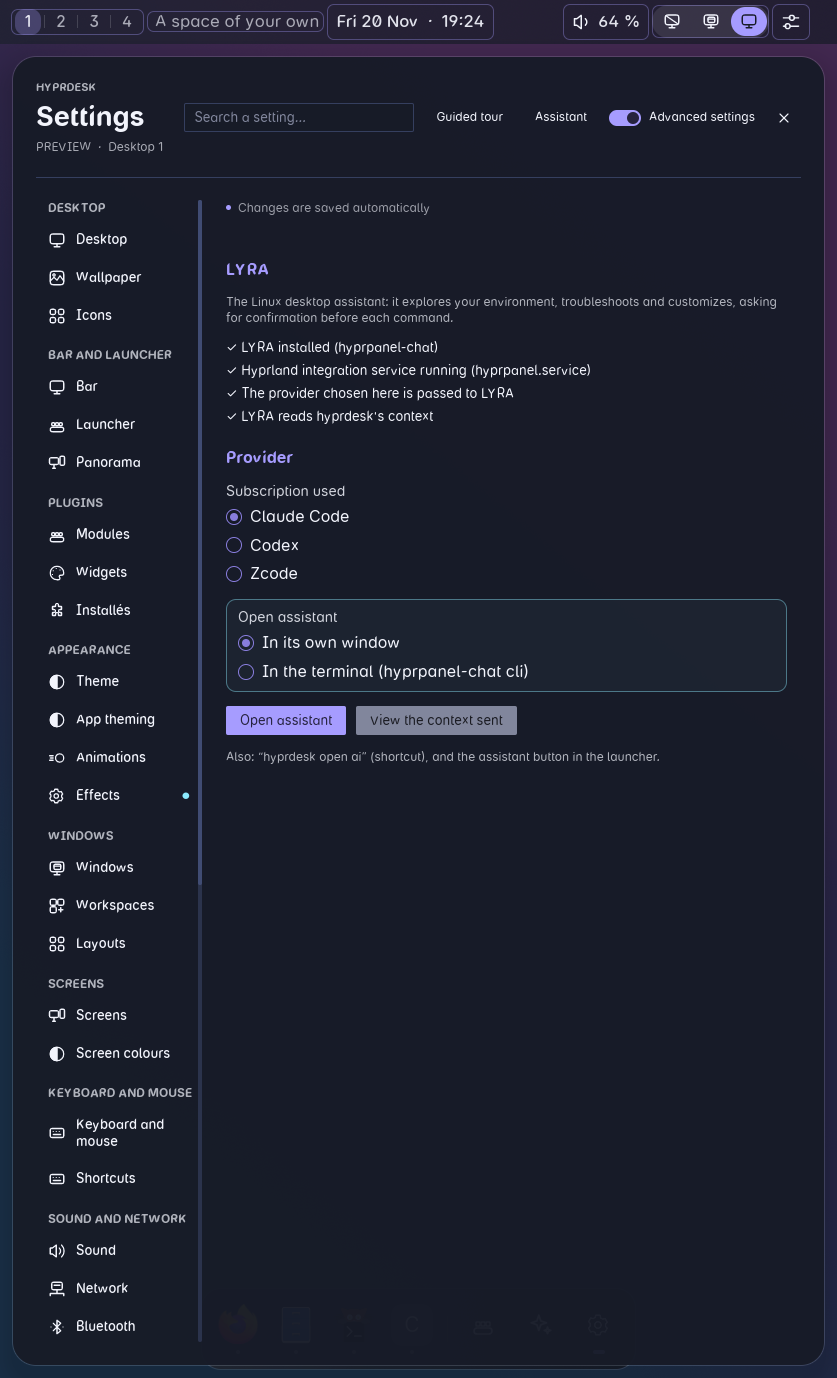 1 2 3 4 A space of your own Fri 20 Nov · 19:24 64 %
HYPRDESK
Settings
Search a setting...
Guided tour
Assistant
Advanced settings
PREVIEW · Desktop 1
DESKTOP
Desktop
Wallpaper
Icons
BAR AND LAUNCHER
Bar
Launcher
Panorama
PLUGINS
Modules
Widgets
Installés
APPEARANCE
Theme
App theming
Animations
Effects
WINDOWS
Windows
Workspaces
Layouts
SCREENS
Screens
Screen colours
KEYBOARD AND MOUSE
Keyboard and
mouse
Shortcuts
SOUND AND NETWORK
Sound
Network
Bluetooth
Changes are saved automatically
LYRA
The Linux desktop assistant: it explores your environment, troubleshoots and customizes, asking
for confirmation before each command.
✓ LYRA installed (hyprpanel-chat)
✓ Hyprland integration service running (hyprpanel.service)
✓ The provider chosen here is passed to LYRA
✓ LYRA reads hyprdesk's context
Provider
Subscription used
Claude Code
Codex
Zcode
Open assistant
In its own window
In the terminal (hyprpanel-chat cli)
Open assistant
View the context sent
Also: “hyprdesk open ai” (shortcut), and the assistant button in the launcher.